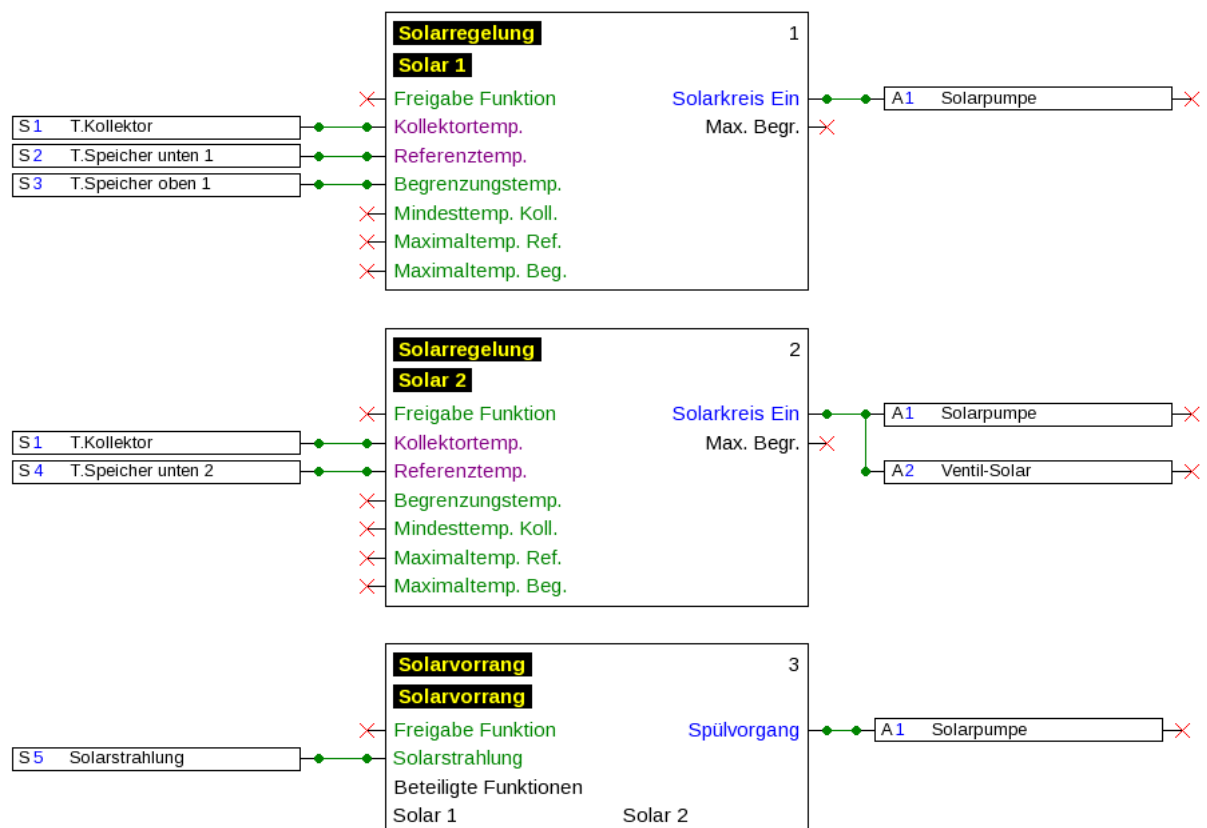 Solarregelung 1
Solar 1
Freigabe Funktion Solarkreis Ein A1 Solarpumpe
S1 T.Kollektor Kollektortemp. Max. Begr.
S2 T.Speicher unten 1 Referenztemp.
S3 T.Speicher oben 1 Begrenzungstemp.
Mindesttemp. Koll.
Maximaltemp. Ref.
Maximaltemp. Beg.
Solarregelung 2
Solar 2
Freigabe Funktion Solarkreis Ein A1 Solarpumpe
S1 T.Kollektor Kollektortemp. Max. Begr.
S4 T.Speicher unten 2 Referenztemp. A2 Ventil-Solar
Begrenzungstemp.
Mindesttemp. Koll.
Maximaltemp. Ref.
Maximaltemp. Beg.
Solarvorrang 3
Solarvorrang
Freigabe Funktion Spülvorgang A1 Solarpumpe
S5 Solarstrahlung Solarstrahlung
Beteiligte Funktionen
Solar 1 Solar 2